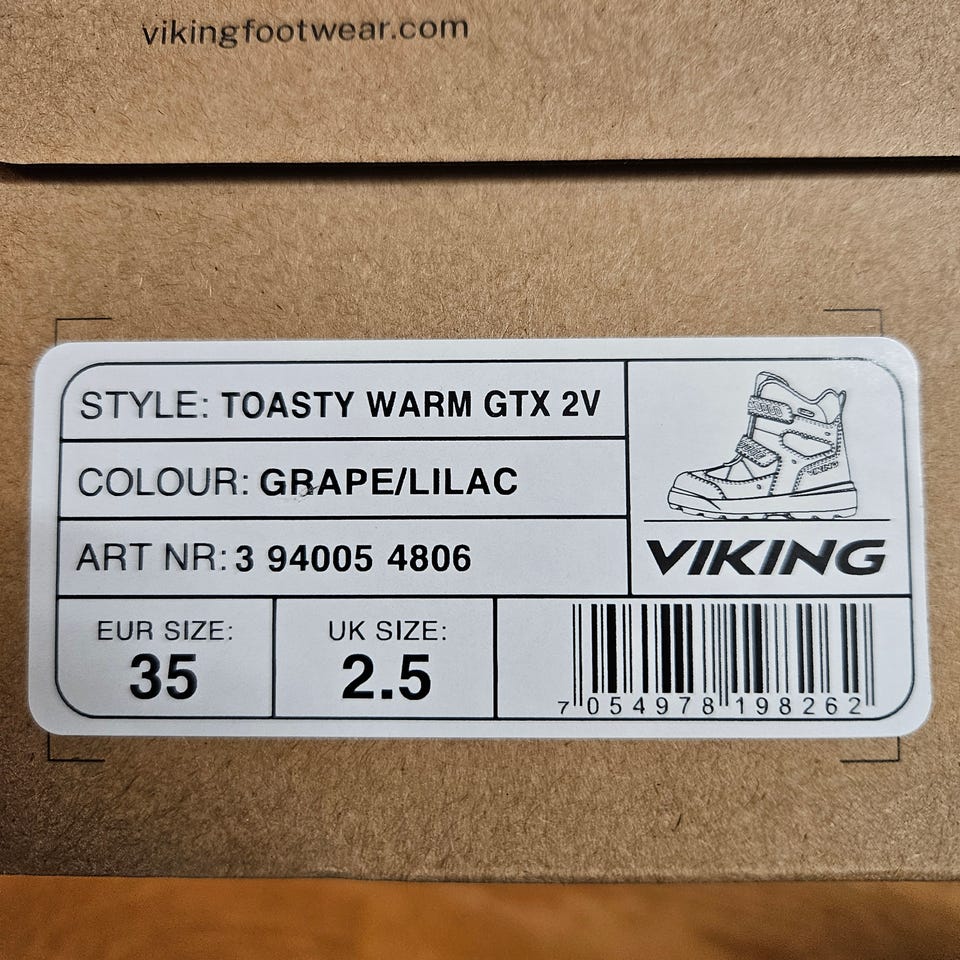 vikingfootwear.com
STYLE: TOASTY WARM GTX 2V
COLOUR: GRAPE/LILAC
ART NR: 3 94005 4806
VIKING
VIKING
EUR SIZE:
35
UK SIZE:
2.5
7 054978 198262